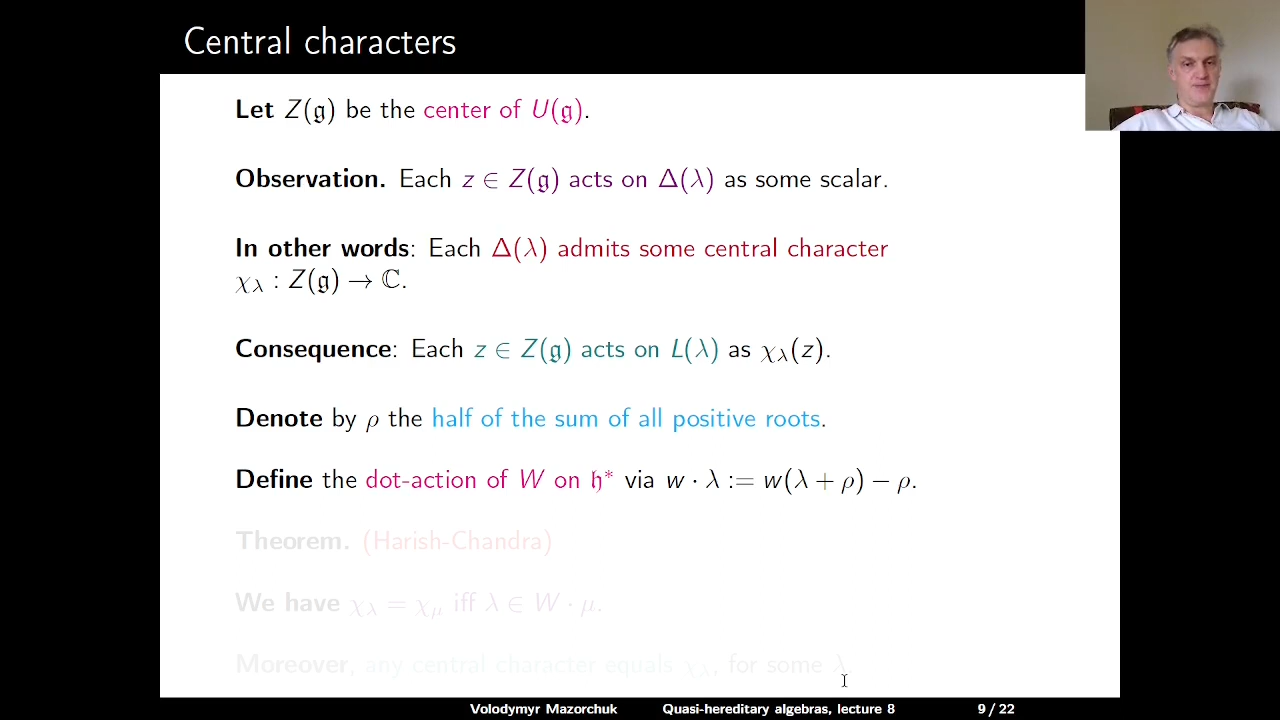 Central characters
Let Z(𝔤) be the center of U(𝔤).
Observation. Each z ∈ Z(𝔤) acts on Δ(λ) as some scalar.
In other words: Each Δ(λ) admits some central character
χ_λ : Z(𝔤) → ℂ.
Consequence: Each z ∈ Z(𝔤) acts on L(λ) as χ_λ(z).
Denote by ρ the half of the sum of all positive roots.
Define the dot-action of W on 𝔥* via w · λ := w(λ + ρ) − ρ.
Theorem. (Harish-Chandra)
We have χ_λ = χ_μ iff λ ∈ W · μ.
Moreover, any central character equals χ_λ, for some λ.
Volodymyr Mazorchuk Quasi-hereditary algebras, lecture 8 9 / 22